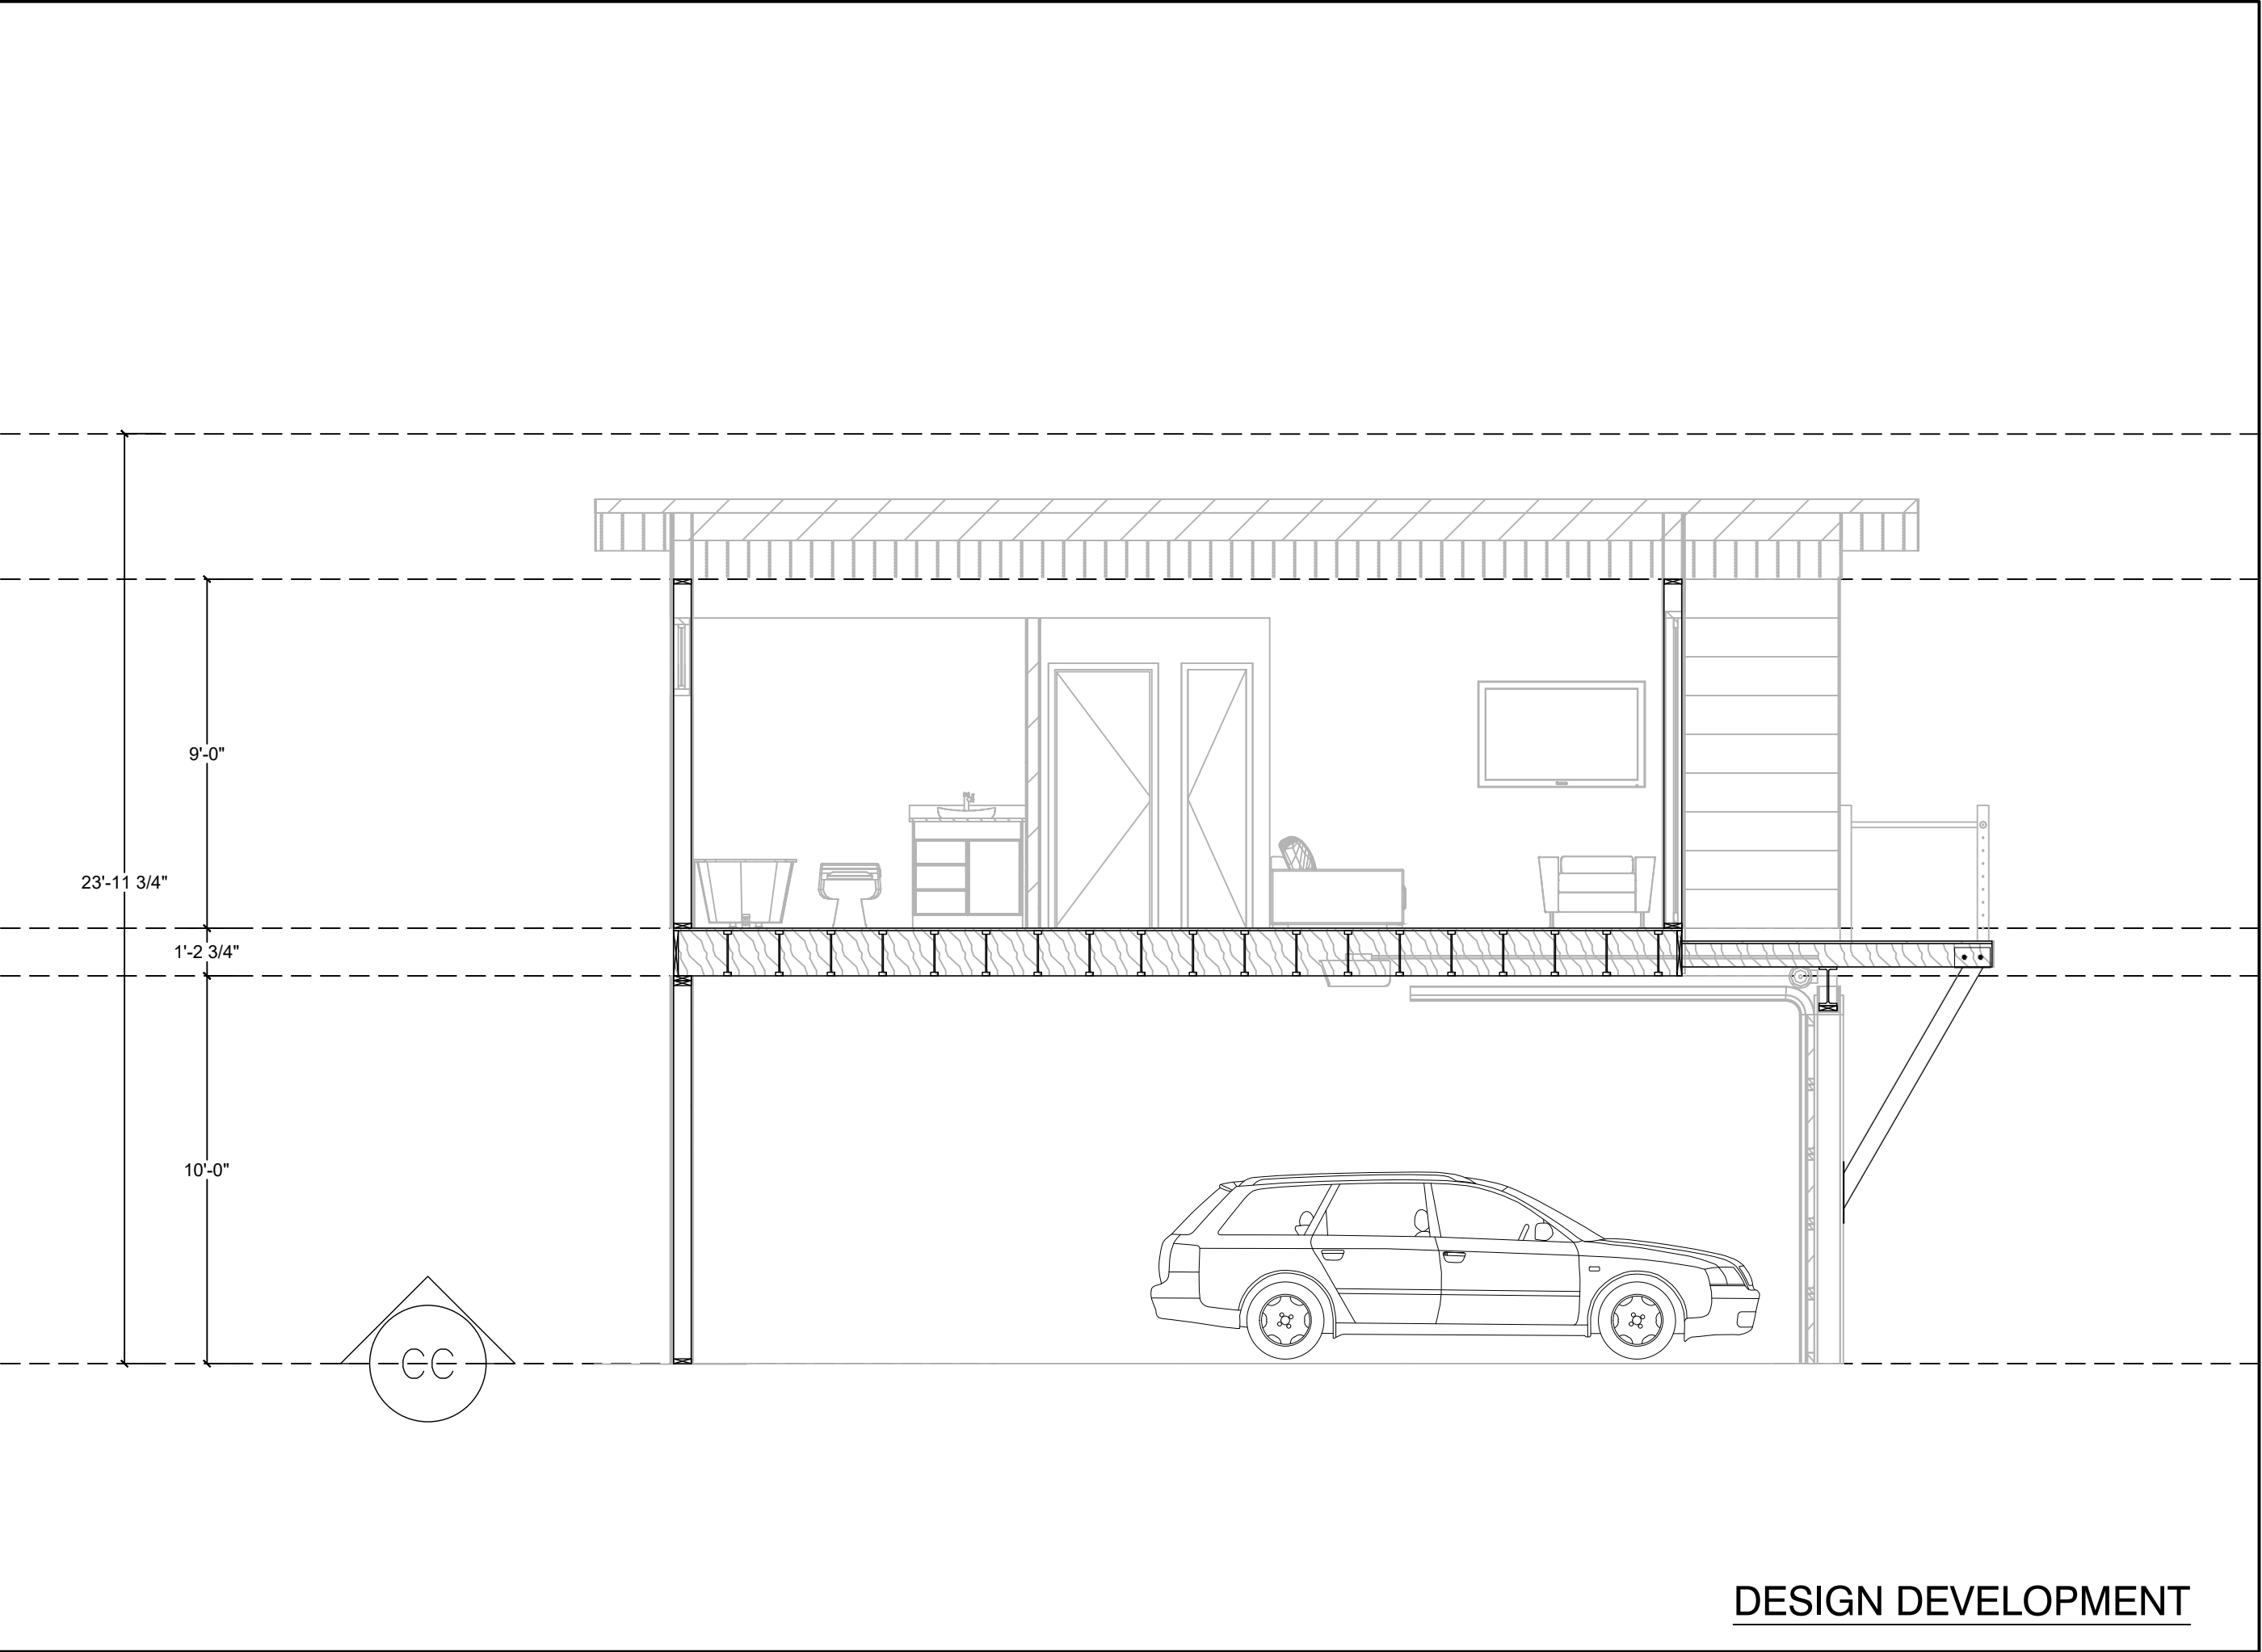 9'-0"
23'-11 3/4"
1'-2 3/4"
10'-0"
CC
DESIGN DEVELOPMENT